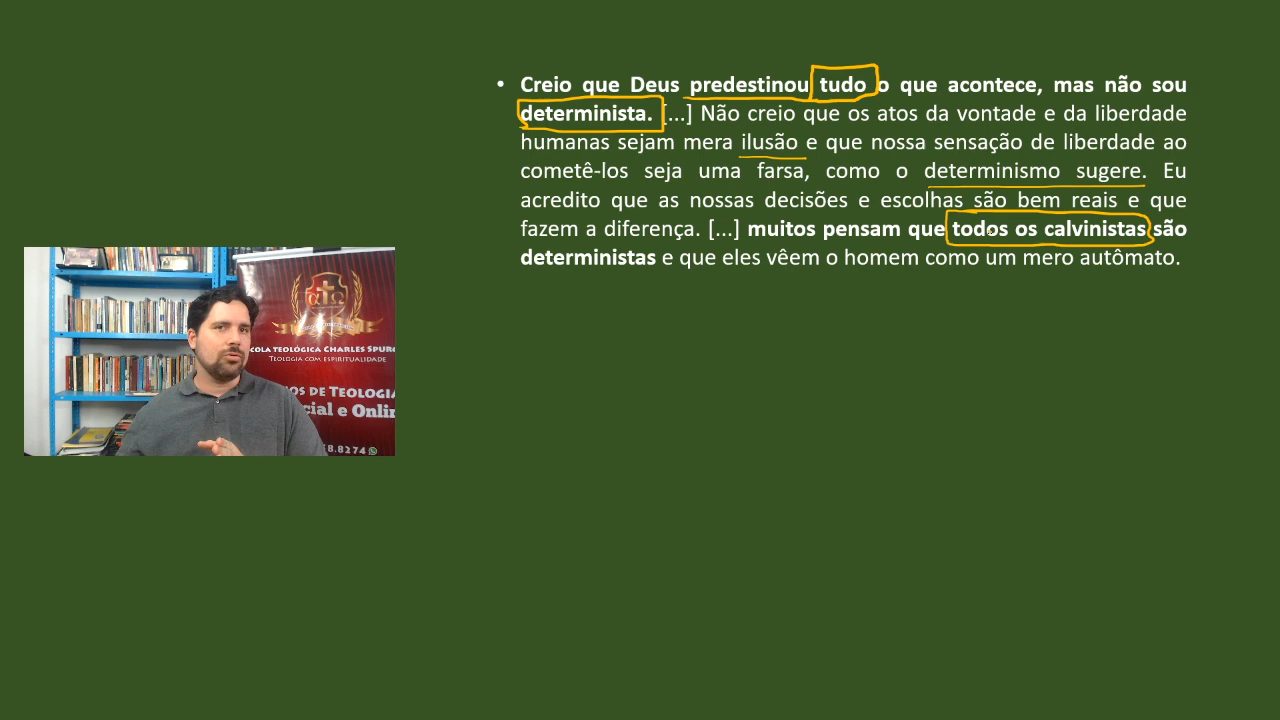 • Creio que Deus predestinou tudo o que acontece, mas não sou
determinista. [...] Não creio que os atos da vontade e da liberdade
humanas sejam mera ilusão e que nossa sensação de liberdade ao
cometê-los seja uma farsa, como o determinismo sugere. Eu
acredito que as nossas decisões e escolhas são bem reais e que
fazem a diferença. [...] muitos pensam que todos os calvinistas são
deterministas e que eles vêem o homem como um mero autômato.
COLA TEOLÓGICA CHARLES SPUR
TEOLOGIA COM ESPIRITUALIDADE
OS DE TEOLOGIA
cial e Onlin
8.8274